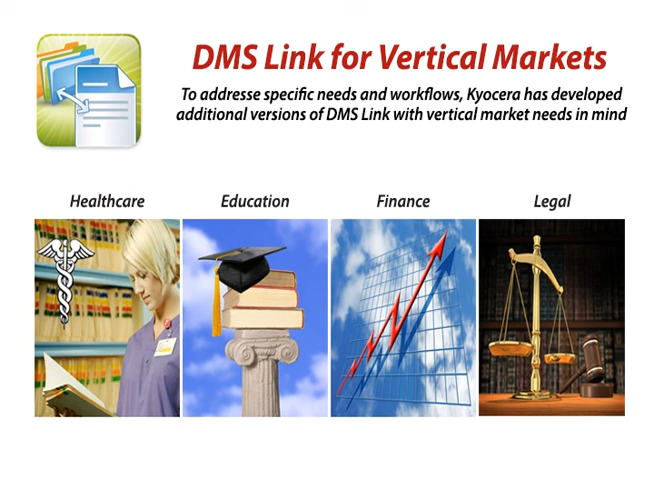 DMS Link for Vertical Markets
To addresse specific needs and workflows, Kyocera has developed
additional versions of DMS Link with vertical market needs in mind
Healthcare
Education
Finance
Legal